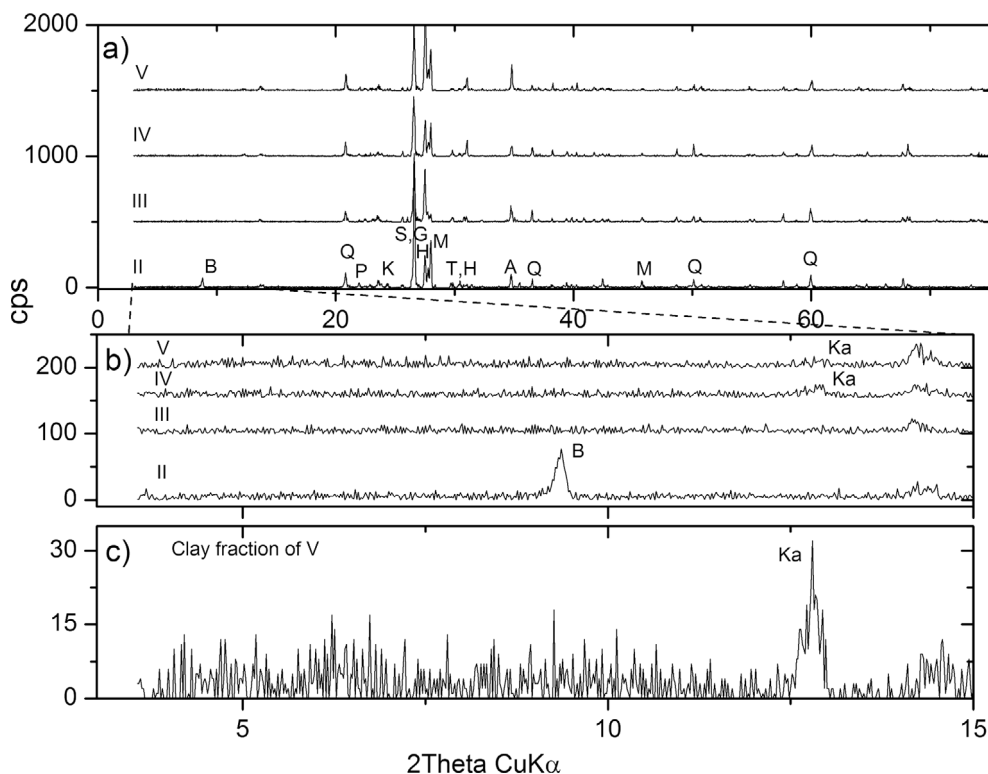 2000
a)
V
IV
1000
III
S,G
H M
II B Q P K T,H A Q M Q Q
0
cps
0 20 40 60
b)
V Ka
200
IV Ka
III
100
B
II
0
c) Clay fraction of V
30
Ka
15
0
5 10 15
2Theta CuKα